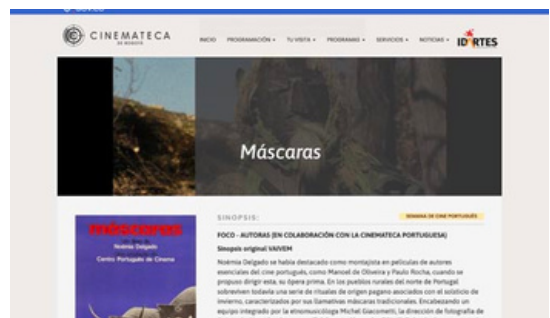 CINEMATECA
DE BOGOTÁ
INICIO PROGRAMACIÓN TU VISITA PROGRAMAS SERVICIOS NOTICIAS IDARTES
Máscaras
SINOPSIS:
SEMANA DE CINE PORTUGUÉS
FOCO - AUTORAS (EN COLABORACIÓN CON LA CINEMATECA PORTUGUESA)
Sinopsis original VAIVEM
máscaras
um filme de
Noémia Delgado
Centro Português de Cinema
Noémia Delgado se había destacado como montajista en películas de autores
esenciales del cine portugués, como Manoel de Oliveira y Paulo Rocha, cuando se
propuso dirigir esta, su ópera prima. En los pueblos rurales del norte de Portugal
sobreviven todavía una serie de rituales de origen pagano asociados con el solsticio de
invierno, caracterizados por sus llamativas máscaras tradicionales. Encabezando un
equipo integrado por la etnomusicóloga Michel Giacometti, la dirección de fotografía de